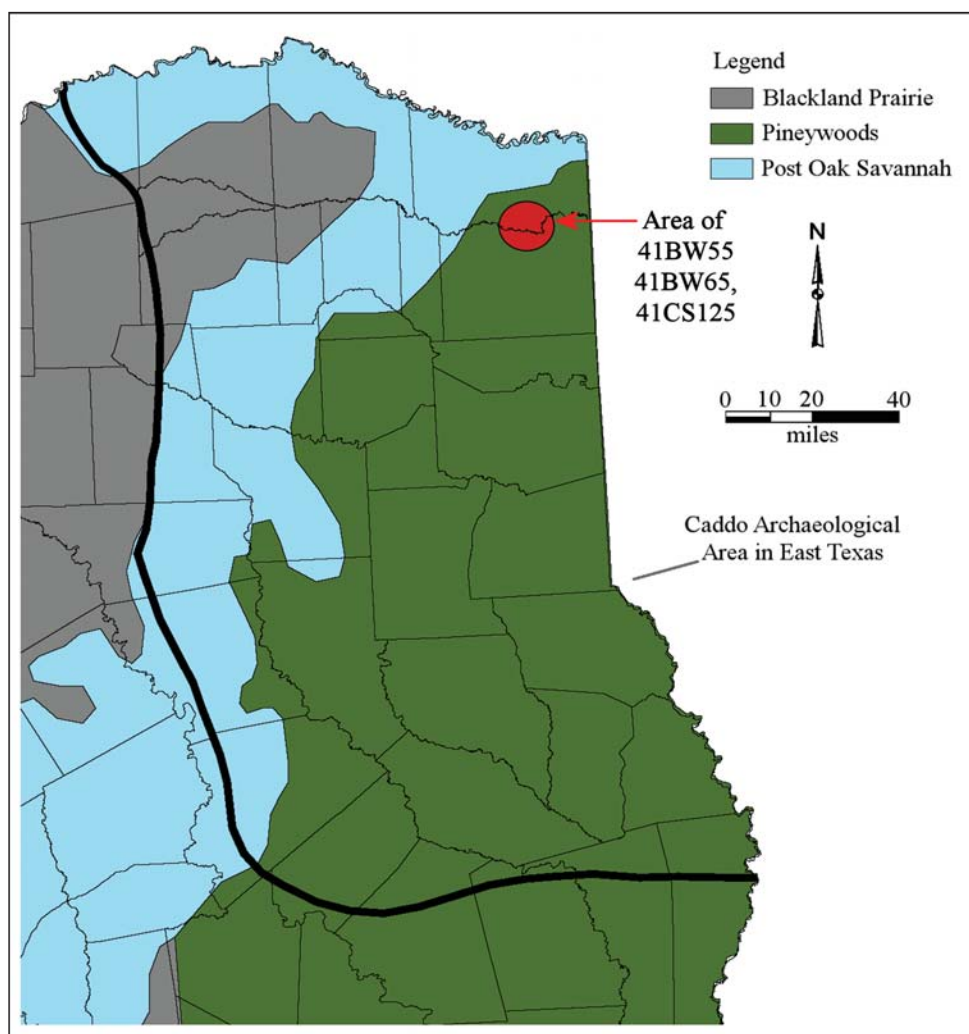 Legend
Blackland Prairie
Pineywoods
Post Oak Savannah
Area of
41BW55
41BW65,
41CS125
N
0 10 20 40
miles
Caddo Archaeological
Area in East Texas